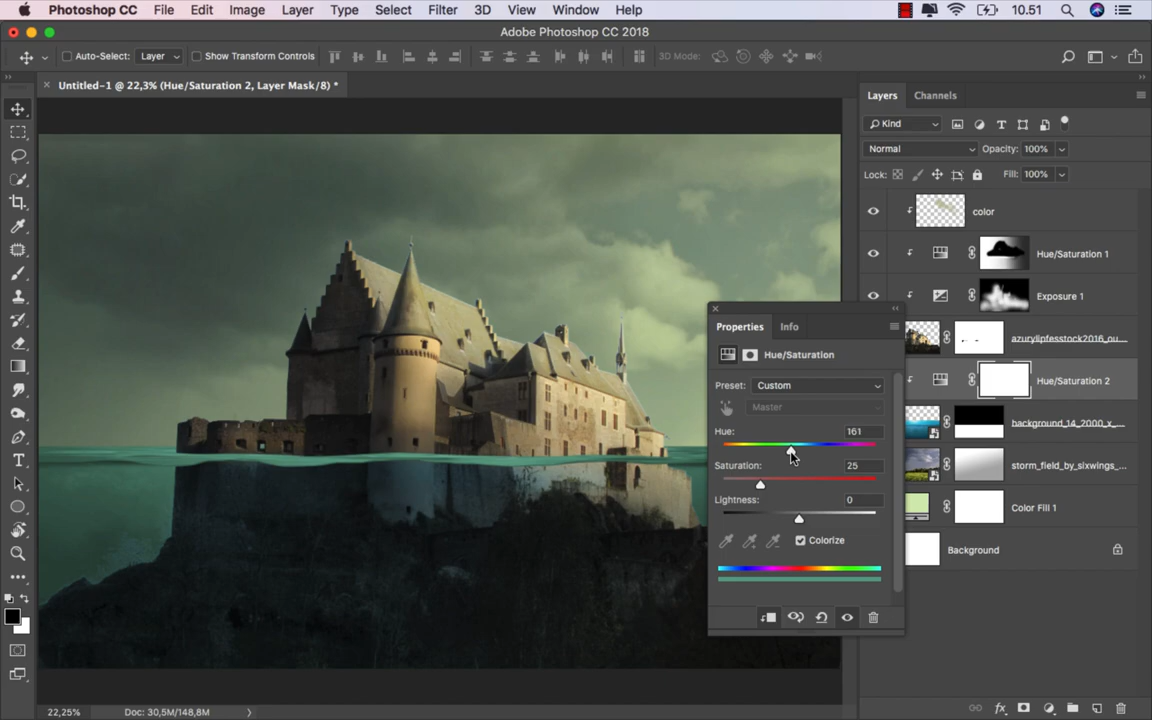 Photoshop CC File Edit Image Layer Type Select Filter 3D View Window Help 10.51
Adobe Photoshop CC 2018
Auto-Select: Layer Show Transform Controls 3D Mode:
Untitled-1 @ 22,3% (Hue/Saturation 2, Layer Mask/8) *
Layers Channels
Kind
Normal Opacity: 100%
Lock: Fill: 100%
color
Hue/Saturation 1
Exposure 1
Properties Info
azurylipfesstock2016_ou...
Hue/Saturation
Hue/Saturation 2
Preset: Custom
Master
background_14_2000_x_...
Hue: 161
Saturation: 25
storm_field_by_sixwings_...
Lightness: 0
Color Fill 1
Colorize
Background
22,25% Doc: 30,5M/148,8M